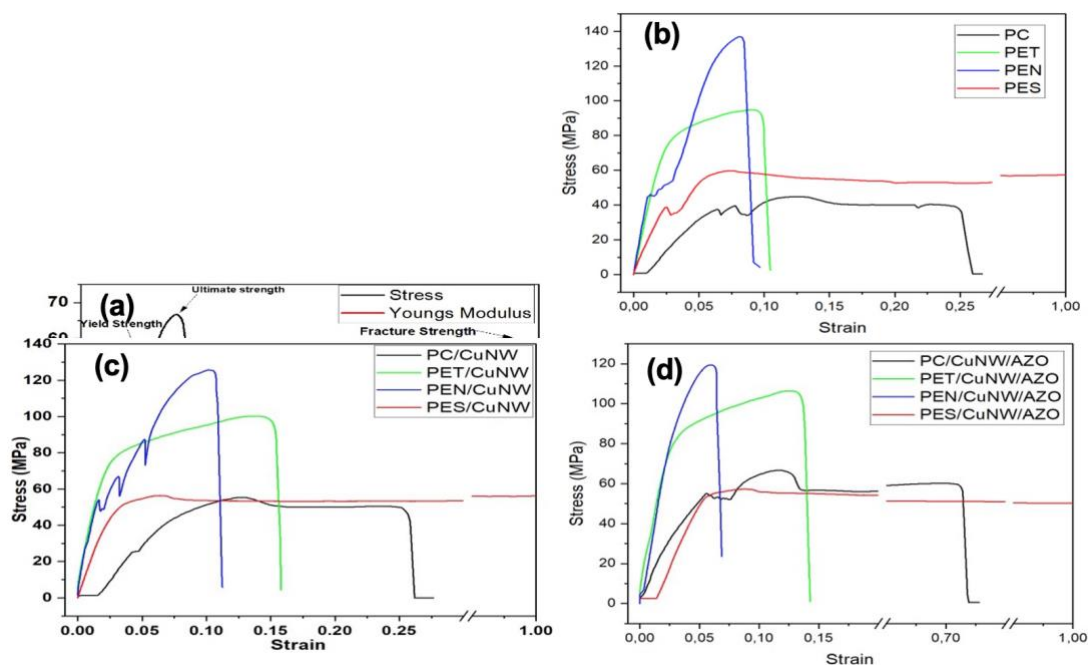 (a)
Ultimate strength
70
Stress
Youngs Modulus
Yield Strength
Fracture Strength
60
(b)
PC
PET
PEN
PES
140
120
100
80
60
40
20
0
Stress (MPa)
0,00 0,05 0,10 0,15 0,20 0,25 1,00
Strain
(c)
PC/CuNW
PET/CuNW
PEN/CuNW
PES/CuNW
140
120
100
80
60
40
20
0
Stress (MPa)
0.00 0.05 0.10 0.15 0.20 0.25 1.00
Strain
(d)
PC/CuNW/AZO
PET/CuNW/AZO
PEN/CuNW/AZO
PES/CuNW/AZO
120
100
80
60
40
20
0
Stress (MPa)
0,00 0,05 0,10 0,15 0,70 1,00
Strain